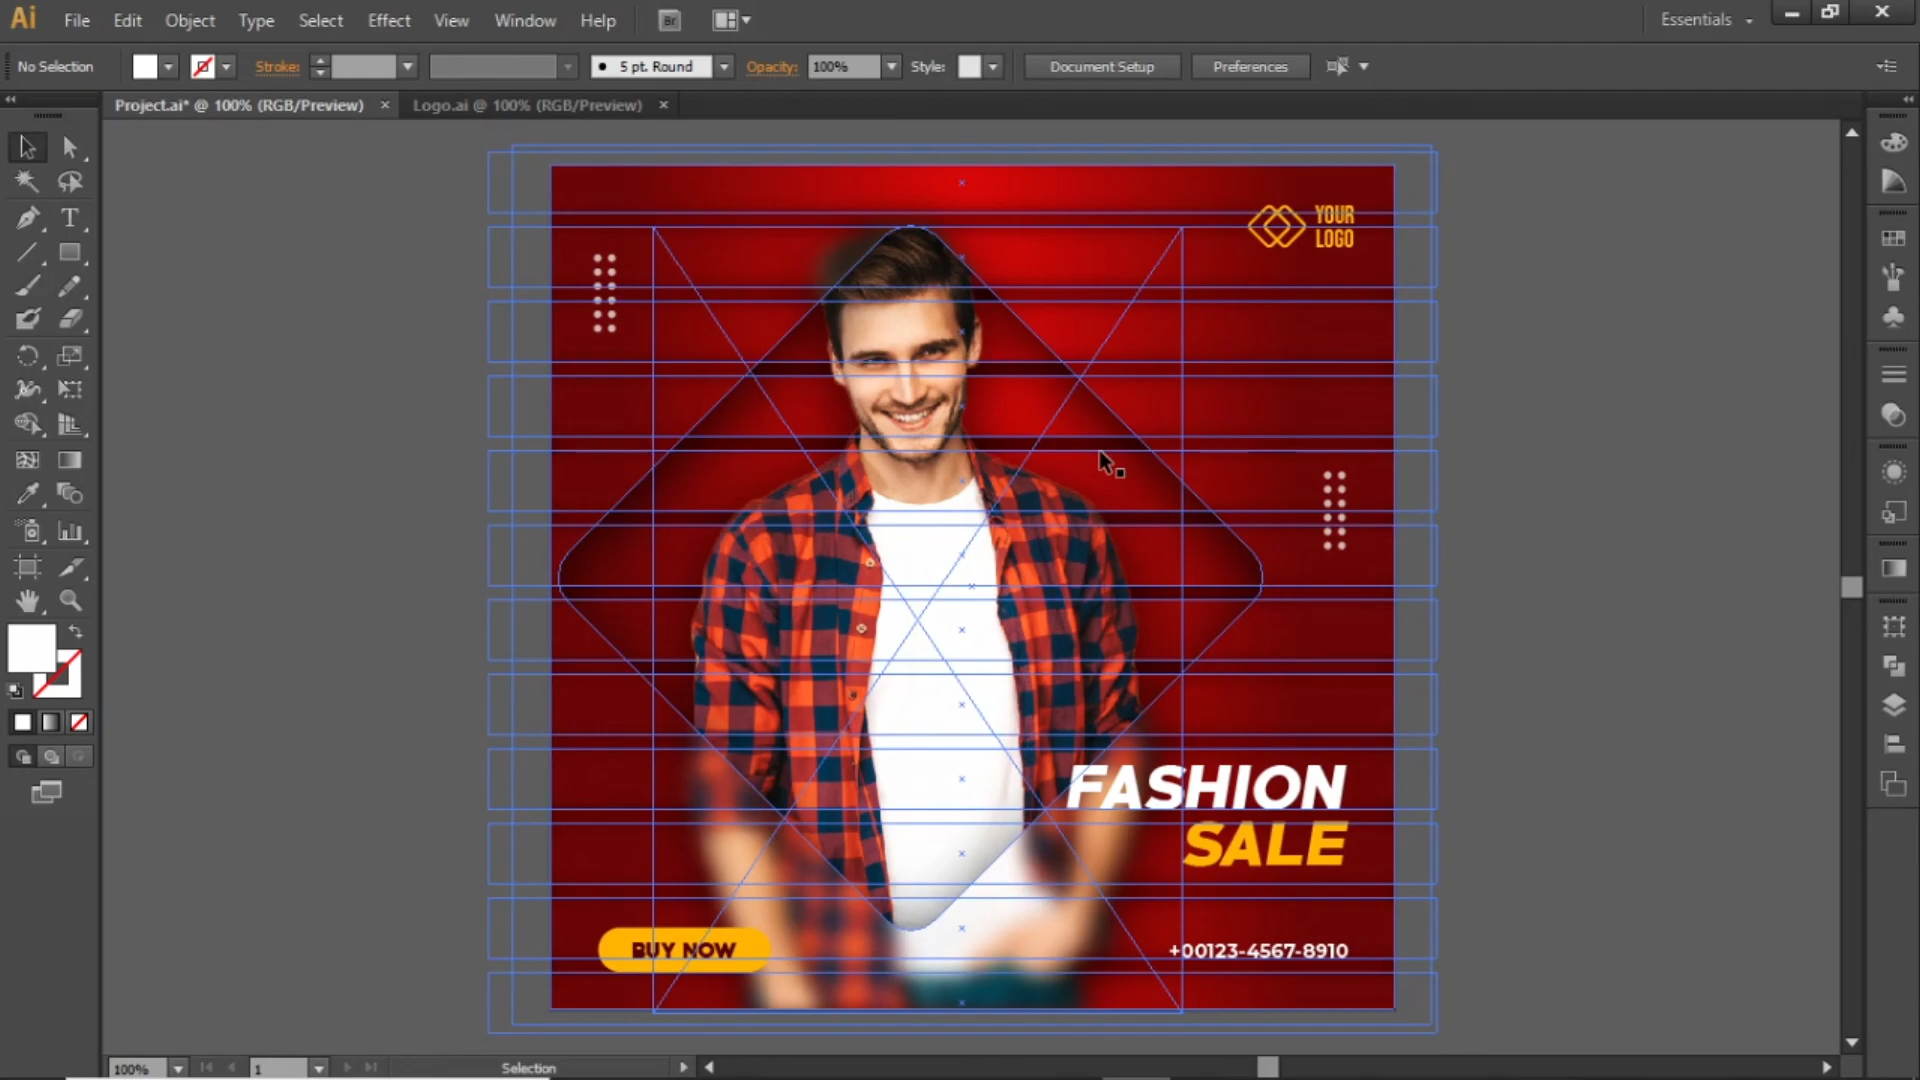 Ai File Edit Object Type Select Effect View Window Help Br Essentials
No Selection Stroke: 5 pt. Round Opacity: 100% Style: Document Setup Preferences
Project.ai* @ 100% (RGB/Preview) × Logo.ai @ 100% (RGB/Preview) ×
YOUR
LOGO
FASHION
SALE
BUY NOW
+00123-4567-8910
100% 1 Selection